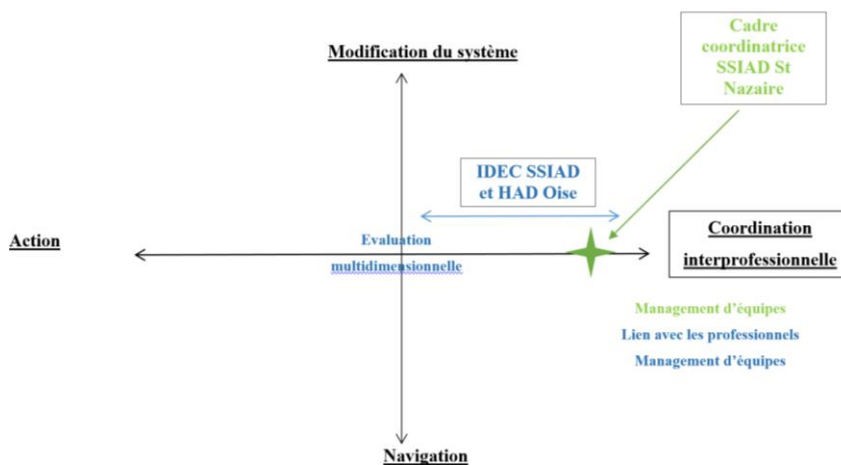 Modification du système
Cadre
coordinatrice
SSIAD St
Nazaire
IDEC SSIAD
et HAD Oise
Action
Evaluation
multidimensionnelle
Coordination
interprofessionnelle
Management d'équipes
Lien avec les professionnels
Management d'équipes
Navigation